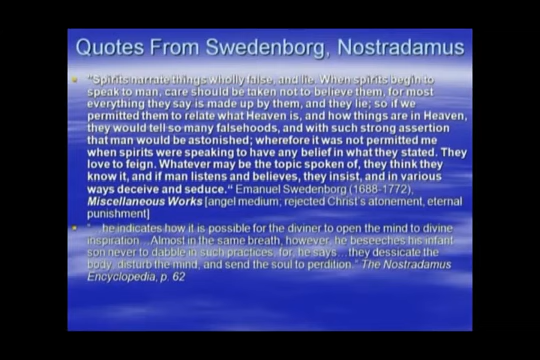 Quotes From Swedenborg, Nostradamus
"Spirits narrate things wholly false, and lie. When spirits begin to
speak to man, care should be taken not to believe them, for most
everything they say is made up by them, and they lie; so if we
permitted them to relate what Heaven is, and how things are in Heaven,
they would tell so many falsehoods, and with such strong assertion
that man would be astonished; wherefore it was not permitted me
when spirits were speaking to have any belief in what they stated. They
love to feign. Whatever may be the topic spoken of, they think they
know it, and if man listens and believes, they insist, and in various
ways deceive and seduce." Emanuel Swedenborg (1688-1772),
Miscellaneous Works [angel medium; rejected Christ's atonement, eternal
punishment]
"...he indicates how it is possible for the diviner to open the mind to divine
inspiration...Almost in the same breath, however, he beseeches his infant
son never to dabble in such practices, for, he says...they dessicate the
body, disturb the mind, and send the soul to perdition." The Nostradamus
Encyclopedia, p. 62